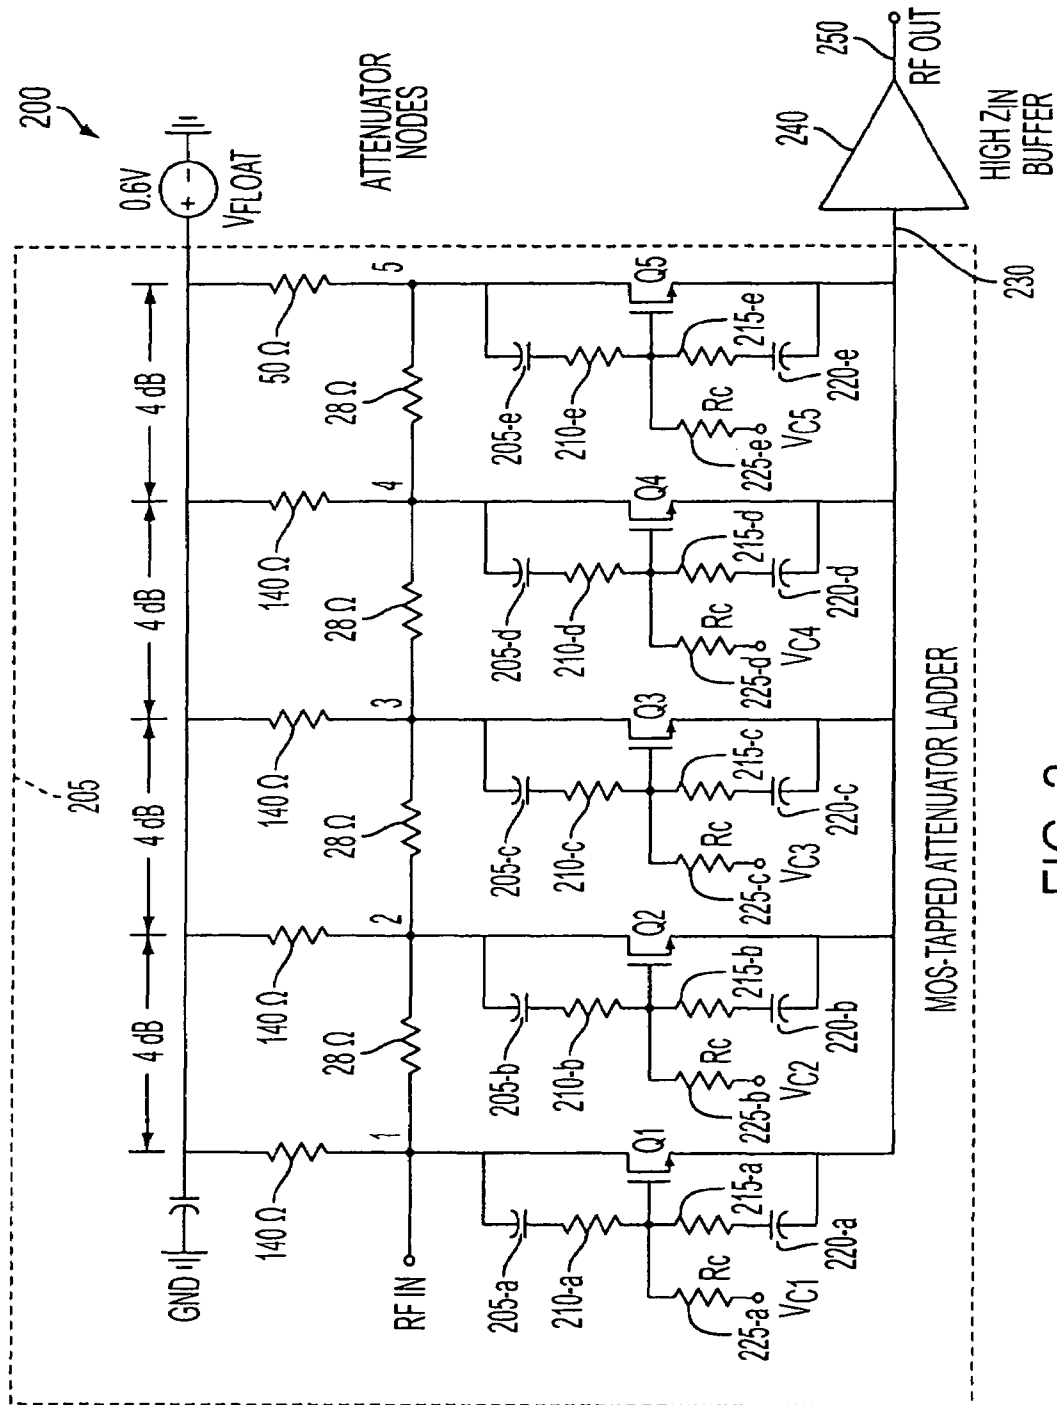 200
0.6V
+ −
VFLOAT
ATTENUATOR
NODES
205
4 dB
4 dB
4 dB
4 dB
GND
140 Ω
140 Ω
140 Ω
140 Ω
50 Ω
28 Ω
28 Ω
28 Ω
28 Ω
RF IN
1
2
3
4
5
205-a
210-a
Q1
215-a
Rc
225-a
VC1
220-a
205-b
210-b
Q2
215-b
Rc
225-b
VC2
220-b
205-c
210-c
Q3
215-c
Rc
225-c
VC3
220-c
205-d
210-d
Q4
215-d
Rc
225-d
VC4
220-d
205-e
210-e
Q5
215-e
Rc
225-e
VC5
220-e
230
240
250
RF OUT
HIGH ZIN
BUFFER
MOS-TAPPED ATTENUATOR LADDER